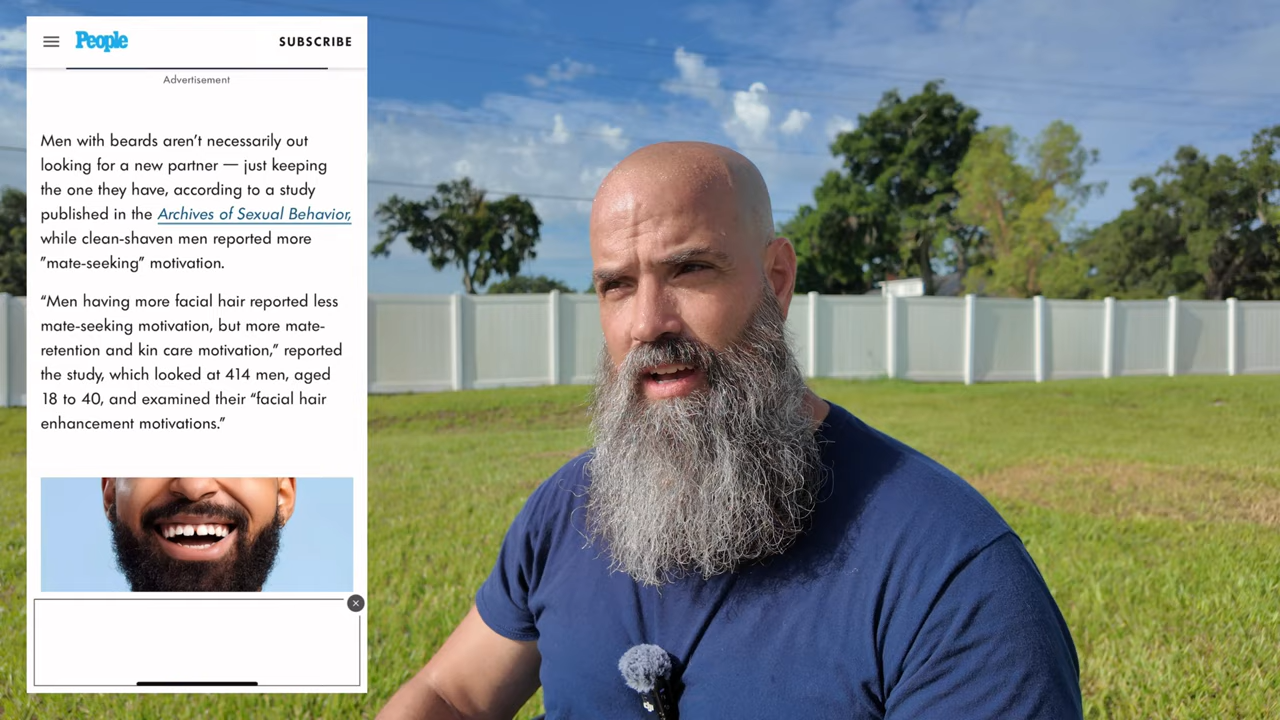 People
SUBSCRIBE
Advertisement
Men with beards aren’t necessarily out
looking for a new partner — just keeping
the one they have, according to a study
published in the Archives of Sexual Behavior,
while clean-shaven men reported more
”mate-seeking” motivation.
“Men having more facial hair reported less
mate-seeking motivation, but more mate-
retention and kin care motivation,” reported
the study, which looked at 414 men, aged
18 to 40, and examined their “facial hair
enhancement motivations.”